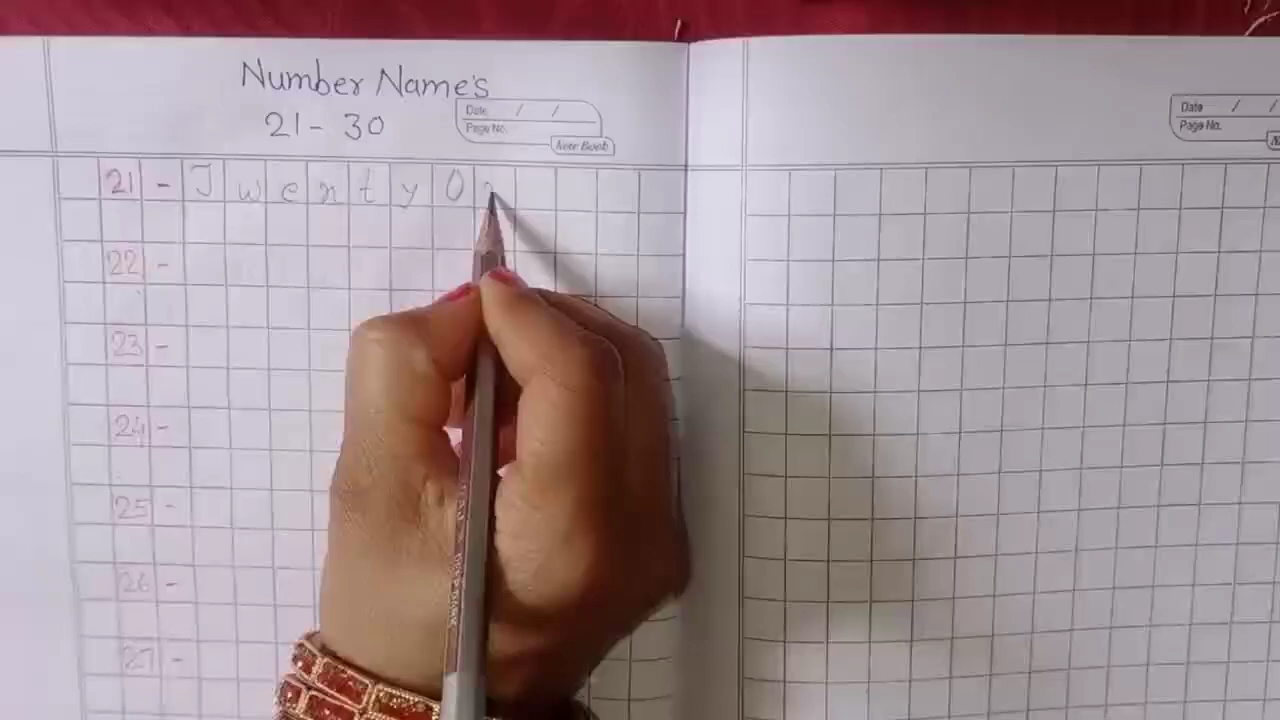 Number Name's
21 - 30
Date / /
Page No.
Neer Book
21 - Twenty On
22 -
23 -
24 -
25 -
26 -
27 -
Date / /
Page No.